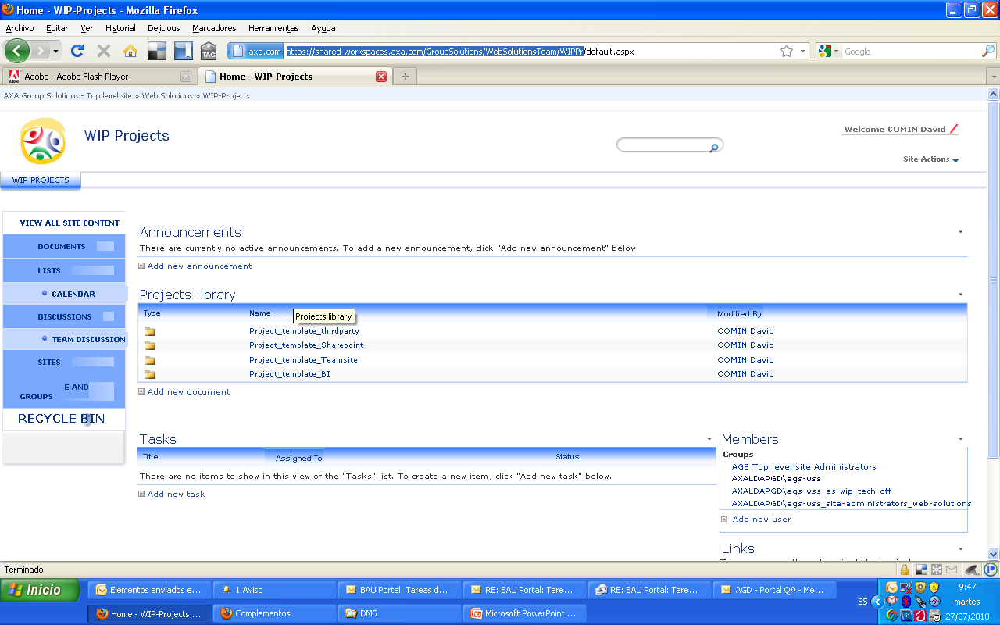 Home - WIP-Projects - Mozilla Firefox
Archivo Editar Ver Historial Delicious Marcadores Herramientas Ayuda
TAG axa.com https://shared-workspaces.axa.com/GroupSolutions/WebSolutionsTeam/WIPPr/default.aspx Google
Adobe - Adobe Flash Player Home - WIP-Projects
AXA Group Solutions - Top level site > Web Solutions > WIP-Projects
WIP-Projects
Welcome COMIN David
Site Actions
WIP-PROJECTS
VIEW ALL SITE CONTENT
DOCUMENTS
LISTS
CALENDAR
DISCUSSIONS
TEAM DISCUSSION
SITES
E AND
GROUPS
RECYCLE BIN
Announcements
There are currently no active announcements. To add a new announcement, click "Add new announcement" below.
Add new announcement
Projects library
Type Name Modified By
Projects library
Project_template_thirdparty COMIN David
Project_template_Sharepoint COMIN David
Project_template_Teamsite COMIN David
Project_template_BI COMIN David
Add new document
Tasks
Title Assigned To Status
There are no items to show in this view of the "Tasks" list. To create a new item, click "Add new task" below.
Add new task
Members
Groups
AGS Top level site Administrators
AXALDAPGD\ags-wss
AXALDAPGD\ags-wss_es-wip_tech-off
AXALDAPGD\ags-wss_site-administrators_web-solutions
Add new user
Links
Terminado
Inicio Elementos enviados e... 1 Aviso BAU Portal: Tareas d... RE: BAU Portal: Tare... RE: BAU Portal: Tare... AGD - Portal QA - Me... 9:47
ES martes
Home - WIP-Projects ... Complementos DMS Microsoft PowerPoint ... 27/07/2010